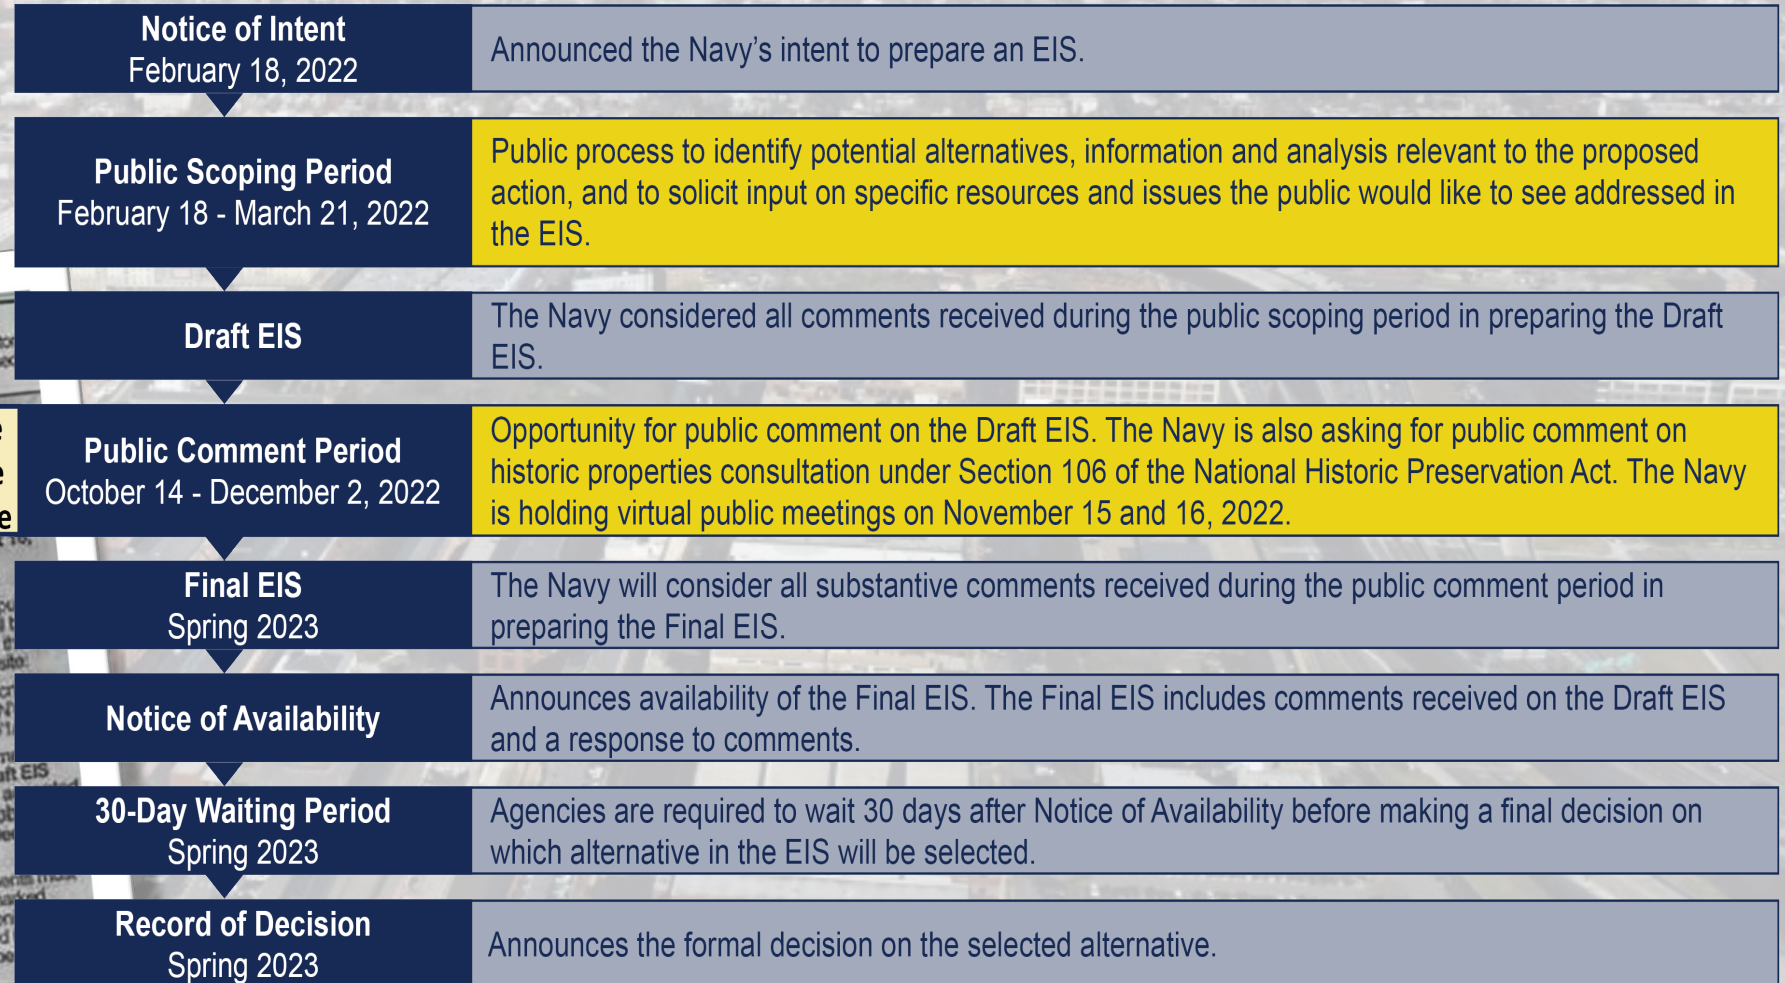 Notice of Intent
February 18, 2022
Announced the Navy's intent to prepare an EIS.
Public Scoping Period
February 18 - March 21, 2022
Public process to identify potential alternatives, information and analysis relevant to the proposed
action, and to solicit input on specific resources and issues the public would like to see addressed in
the EIS.
Draft EIS
The Navy considered all comments received during the public scoping period in preparing the Draft
EIS.
Public Comment Period
October 14 - December 2, 2022
Opportunity for public comment on the Draft EIS. The Navy is also asking for public comment on
historic properties consultation under Section 106 of the National Historic Preservation Act. The Navy
is holding virtual public meetings on November 15 and 16, 2022.
Final EIS
Spring 2023
The Navy will consider all substantive comments received during the public comment period in
preparing the Final EIS.
Notice of Availability
Announces availability of the Final EIS. The Final EIS includes comments received on the Draft EIS
and a response to comments.
30-Day Waiting Period
Spring 2023
Agencies are required to wait 30 days after Notice of Availability before making a final decision on
which alternative in the EIS will be selected.
Record of Decision
Spring 2023
Announces the formal decision on the selected alternative.